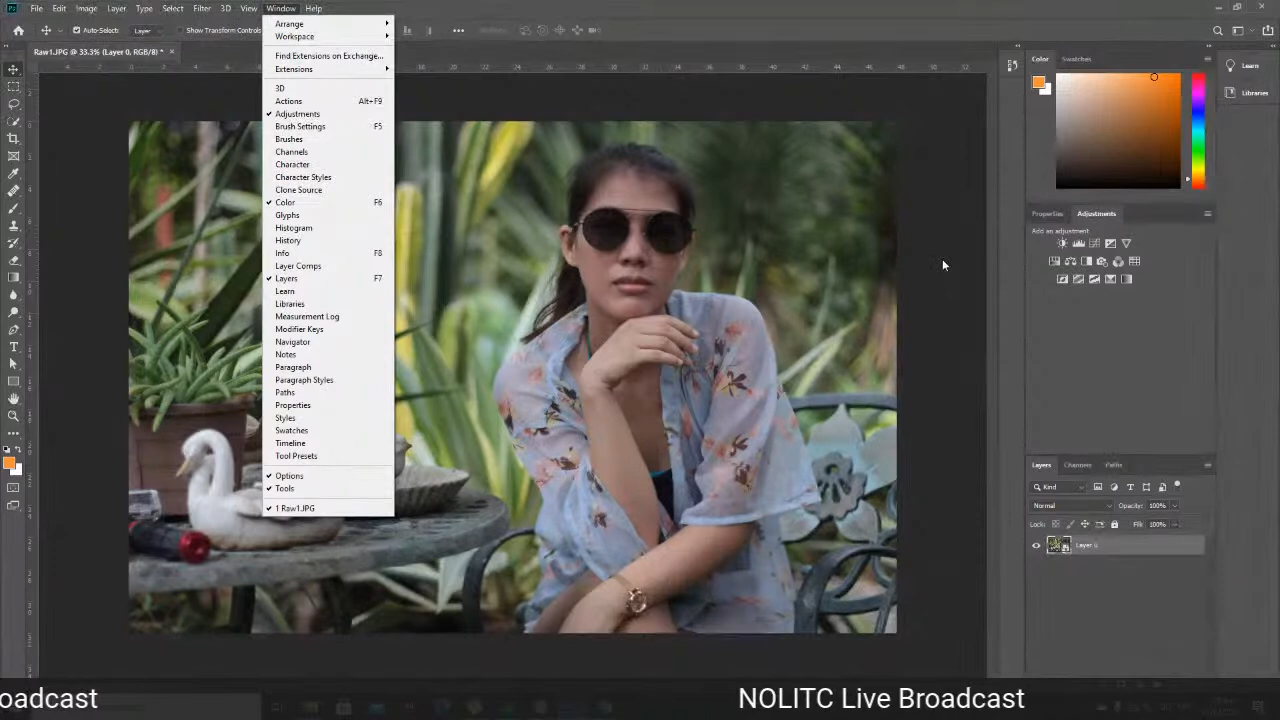 File Edit Image Layer Type Select Filter 3D View Window Help
Auto-Select: Layer Show Transform Controls
Raw1.JPG @ 33.3% (Layer 0, RGB/8) *
Arrange
Workspace
Find Extensions on Exchange...
Extensions
3D
Actions Alt+F9
Adjustments
Brush Settings F5
Brushes
Channels
Character
Character Styles
Clone Source
Color F6
Glyphs
Histogram
History
Info F8
Layer Comps
Layers F7
Learn
Libraries
Measurement Log
Modifier Keys
Navigator
Notes
Paragraph
Paragraph Styles
Paths
Properties
Styles
Swatches
Timeline
Tool Presets
Options
Tools
1 Raw1.JPG
Color Swatches
Learn
Libraries
Properties Adjustments
Add an adjustment
Layers Channels Paths
Kind
Normal Opacity: 100%
Lock: Fill: 100%
Layer 0
oadcast NOLITC Live Broadcast